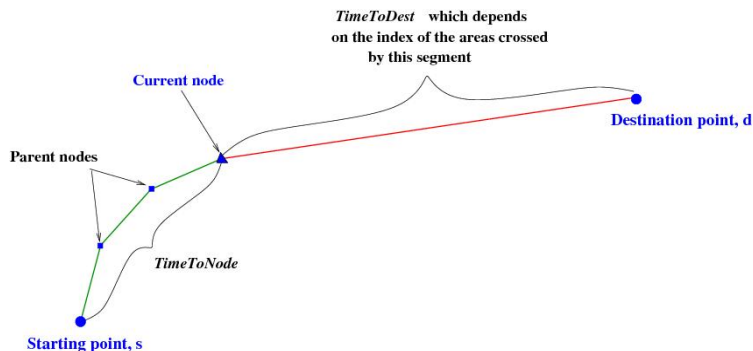 TimeToDest which depends
on the index of the areas crossed
by this segment
Current node
Destination point, d
Parent nodes
TimeToNode
Starting point, s